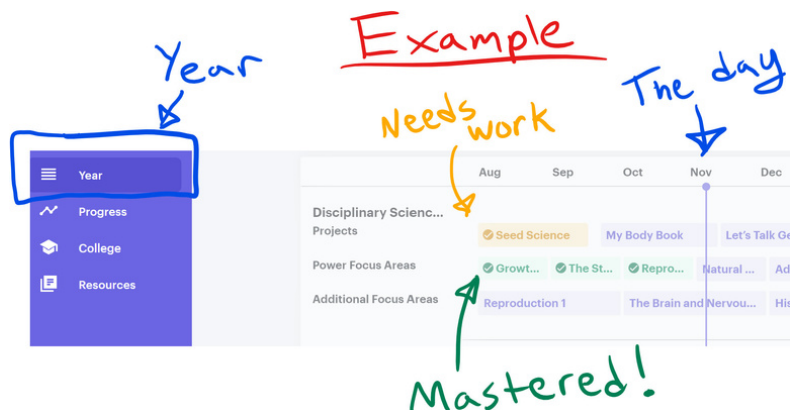 Example
Year
The day
Needs work
Year
Progress
College
Resources
Aug Sep Oct Nov Dec
Disciplinary Scienc...
Projects
Seed Science My Body Book Let's Talk Ge
Power Focus Areas
Growt... The St... Repro... Natural ... Ad
Additional Focus Areas
Reproduction 1 The Brain and Nervou... His
Mastered!